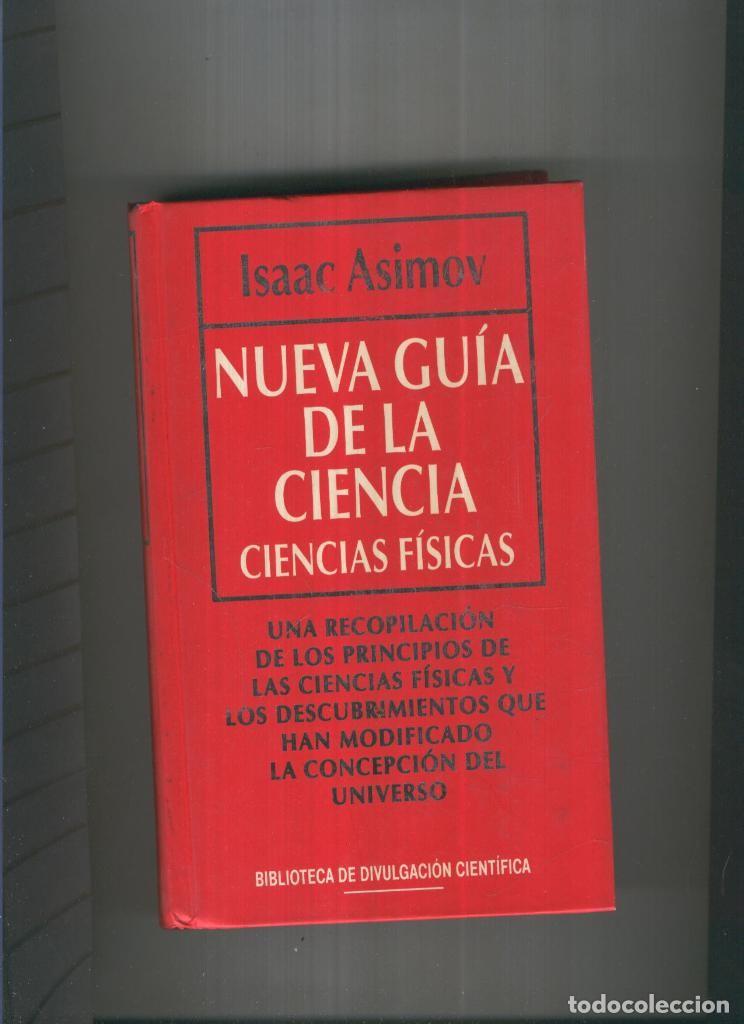 Isaac Asimov
NUEVA GUÍA
DE LA
CIENCIA
CIENCIAS FÍSICAS
UNA RECOPILACIÓN
DE LOS PRINCIPIOS DE
LAS CIENCIAS FÍSICAS Y
LOS DESCUBRIMIENTOS QUE
HAN MODIFICADO
LA CONCEPCIÓN DEL
UNIVERSO
BIBLIOTECA DE DIVULGACIÓN CIENTÍFICA
todocoleccion